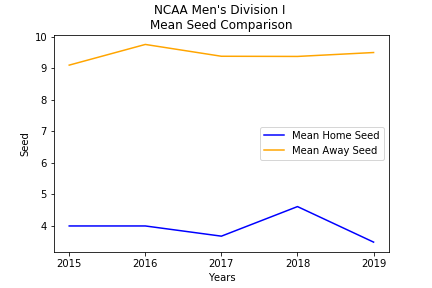 NCAA Men's Division I
Mean Seed Comparison
10
9
8
7
6
5
4
Seed
Mean Home Seed
Mean Away Seed
2015 2016 2017 2018 2019
Years